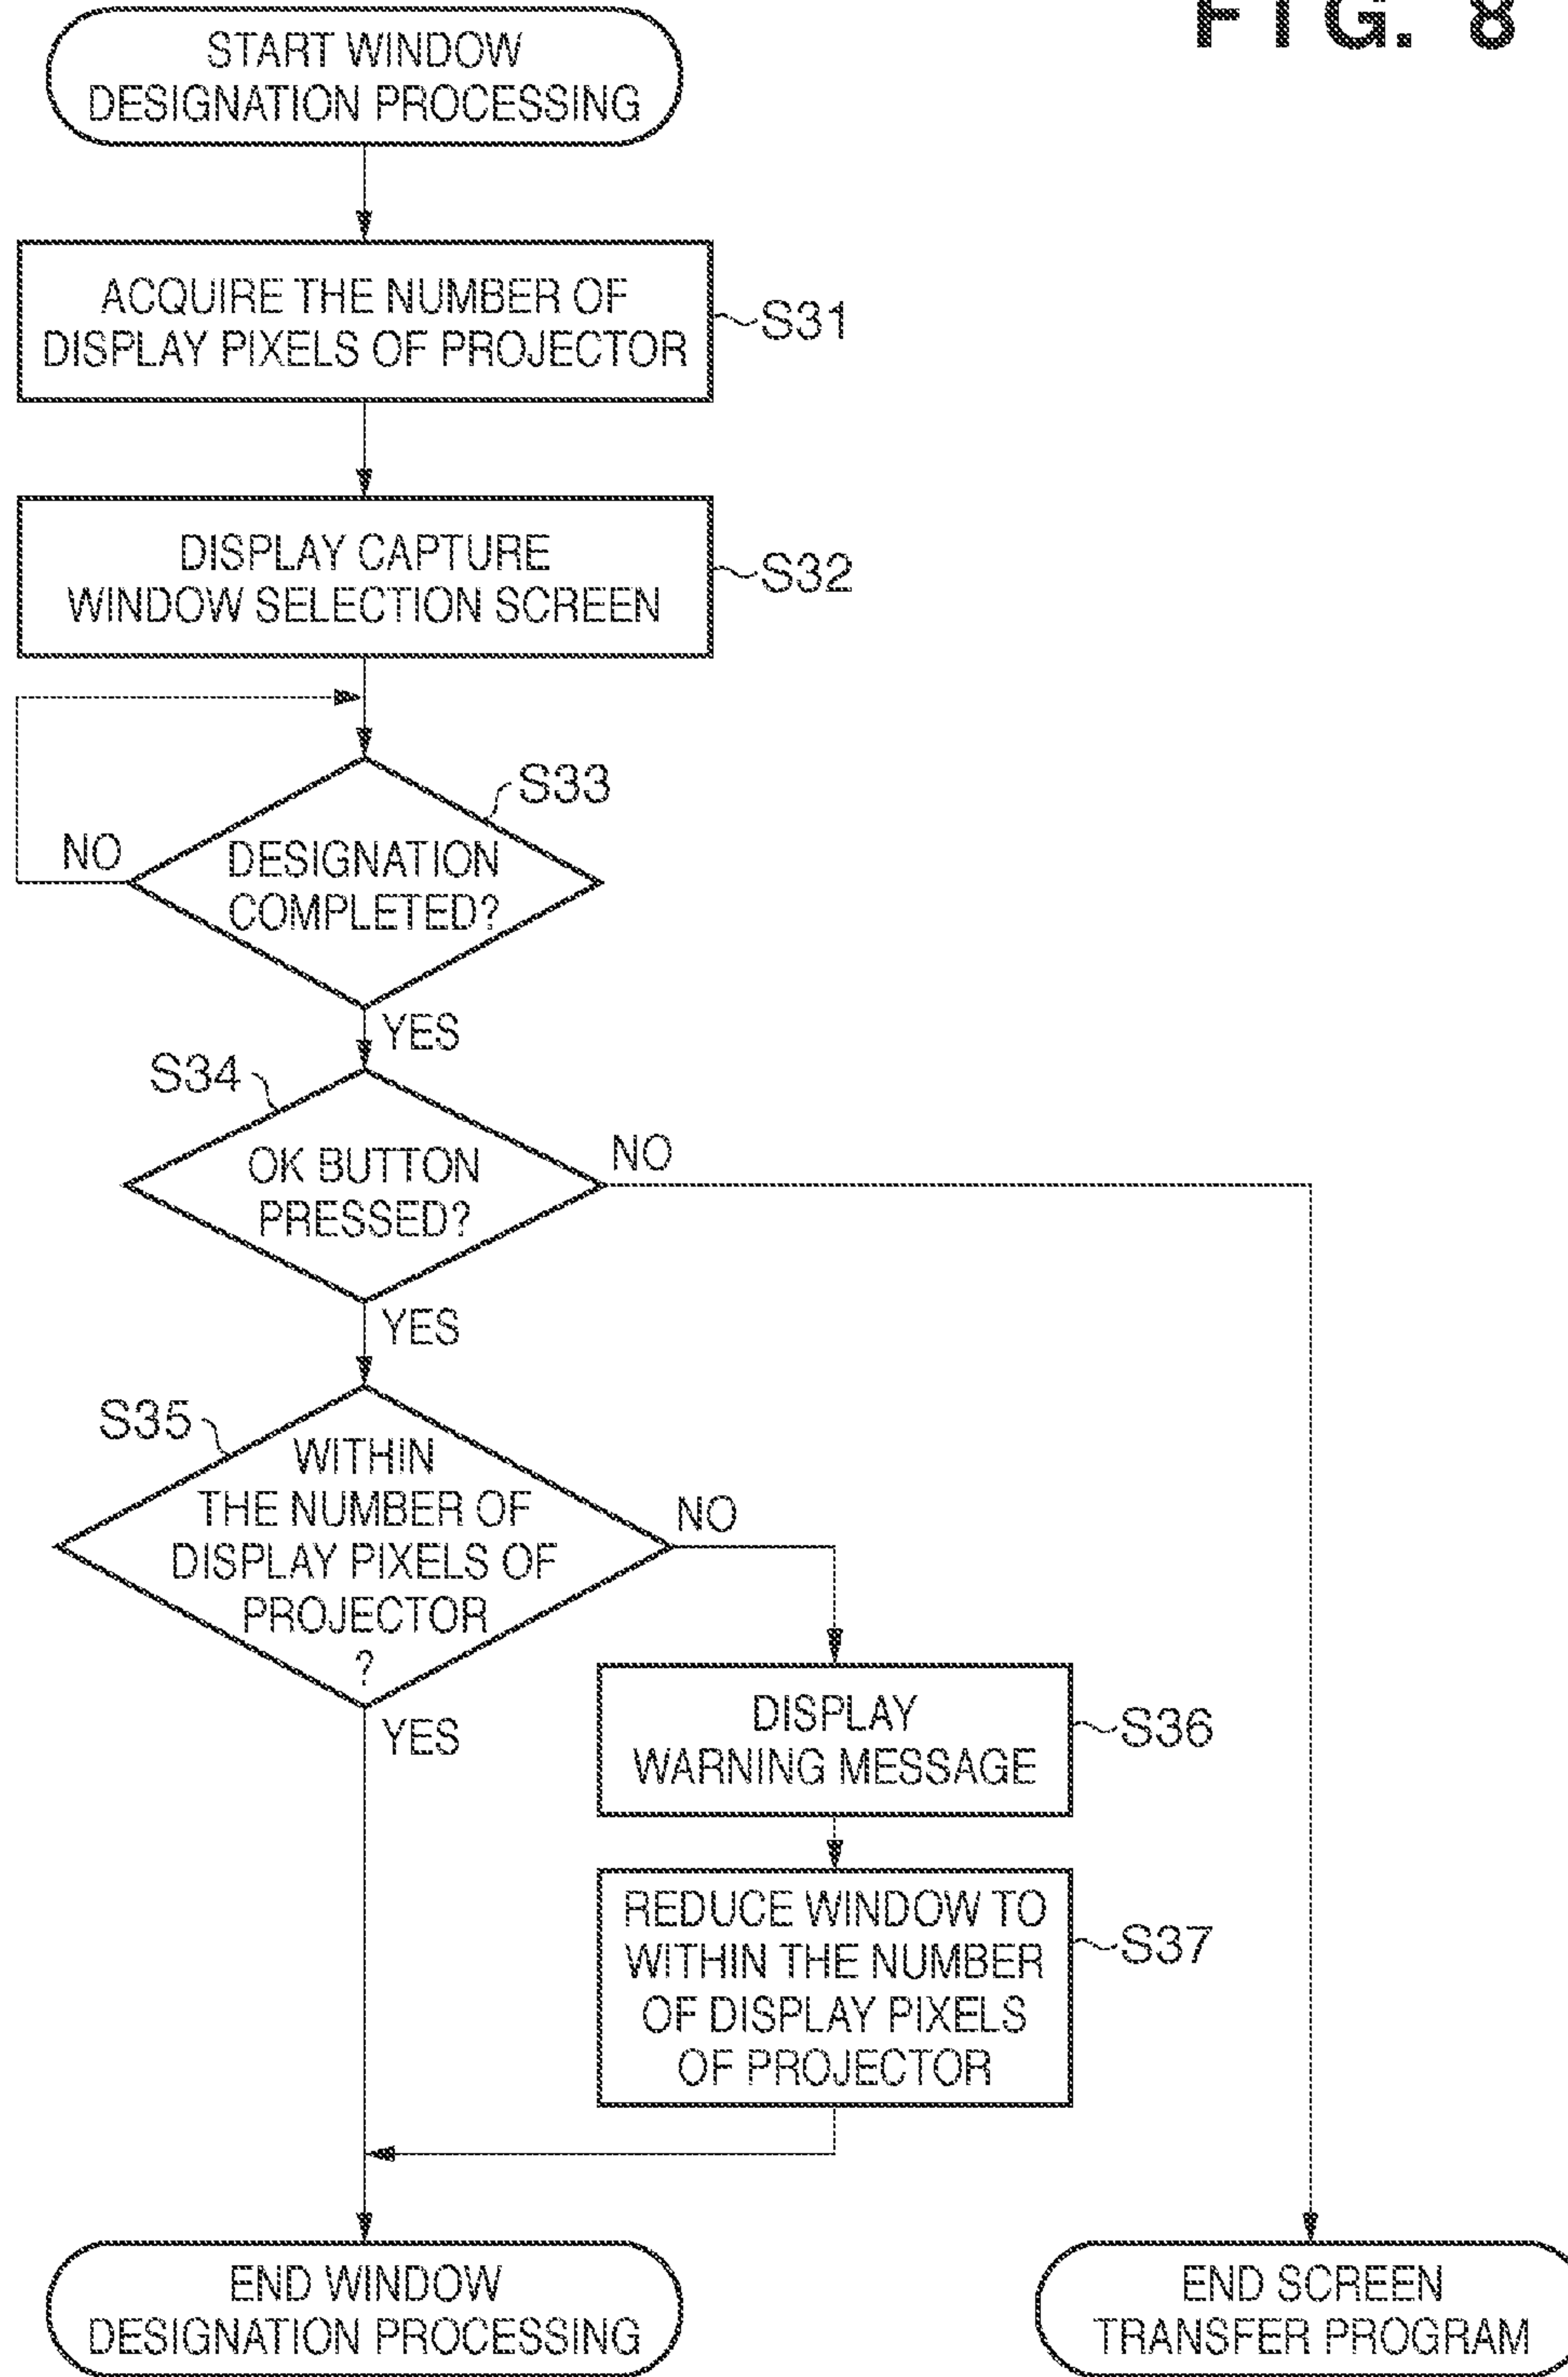 FIG. 8
START WINDOW
DESIGNATION PROCESSING
ACQUIRE THE NUMBER OF
DISPLAY PIXELS OF PROJECTOR
S31
DISPLAY CAPTURE
WINDOW SELECTION SCREEN
S32
S33
NO
DESIGNATION
COMPLETED?
YES
S34
OK BUTTON
PRESSED?
NO
YES
S35
WITHIN
THE NUMBER OF
DISPLAY PIXELS OF
PROJECTOR
?
NO
YES
DISPLAY
WARNING MESSAGE
S36
REDUCE WINDOW TO
WITHIN THE NUMBER
OF DISPLAY PIXELS
OF PROJECTOR
S37
END WINDOW
DESIGNATION PROCESSING
END SCREEN
TRANSFER PROGRAM